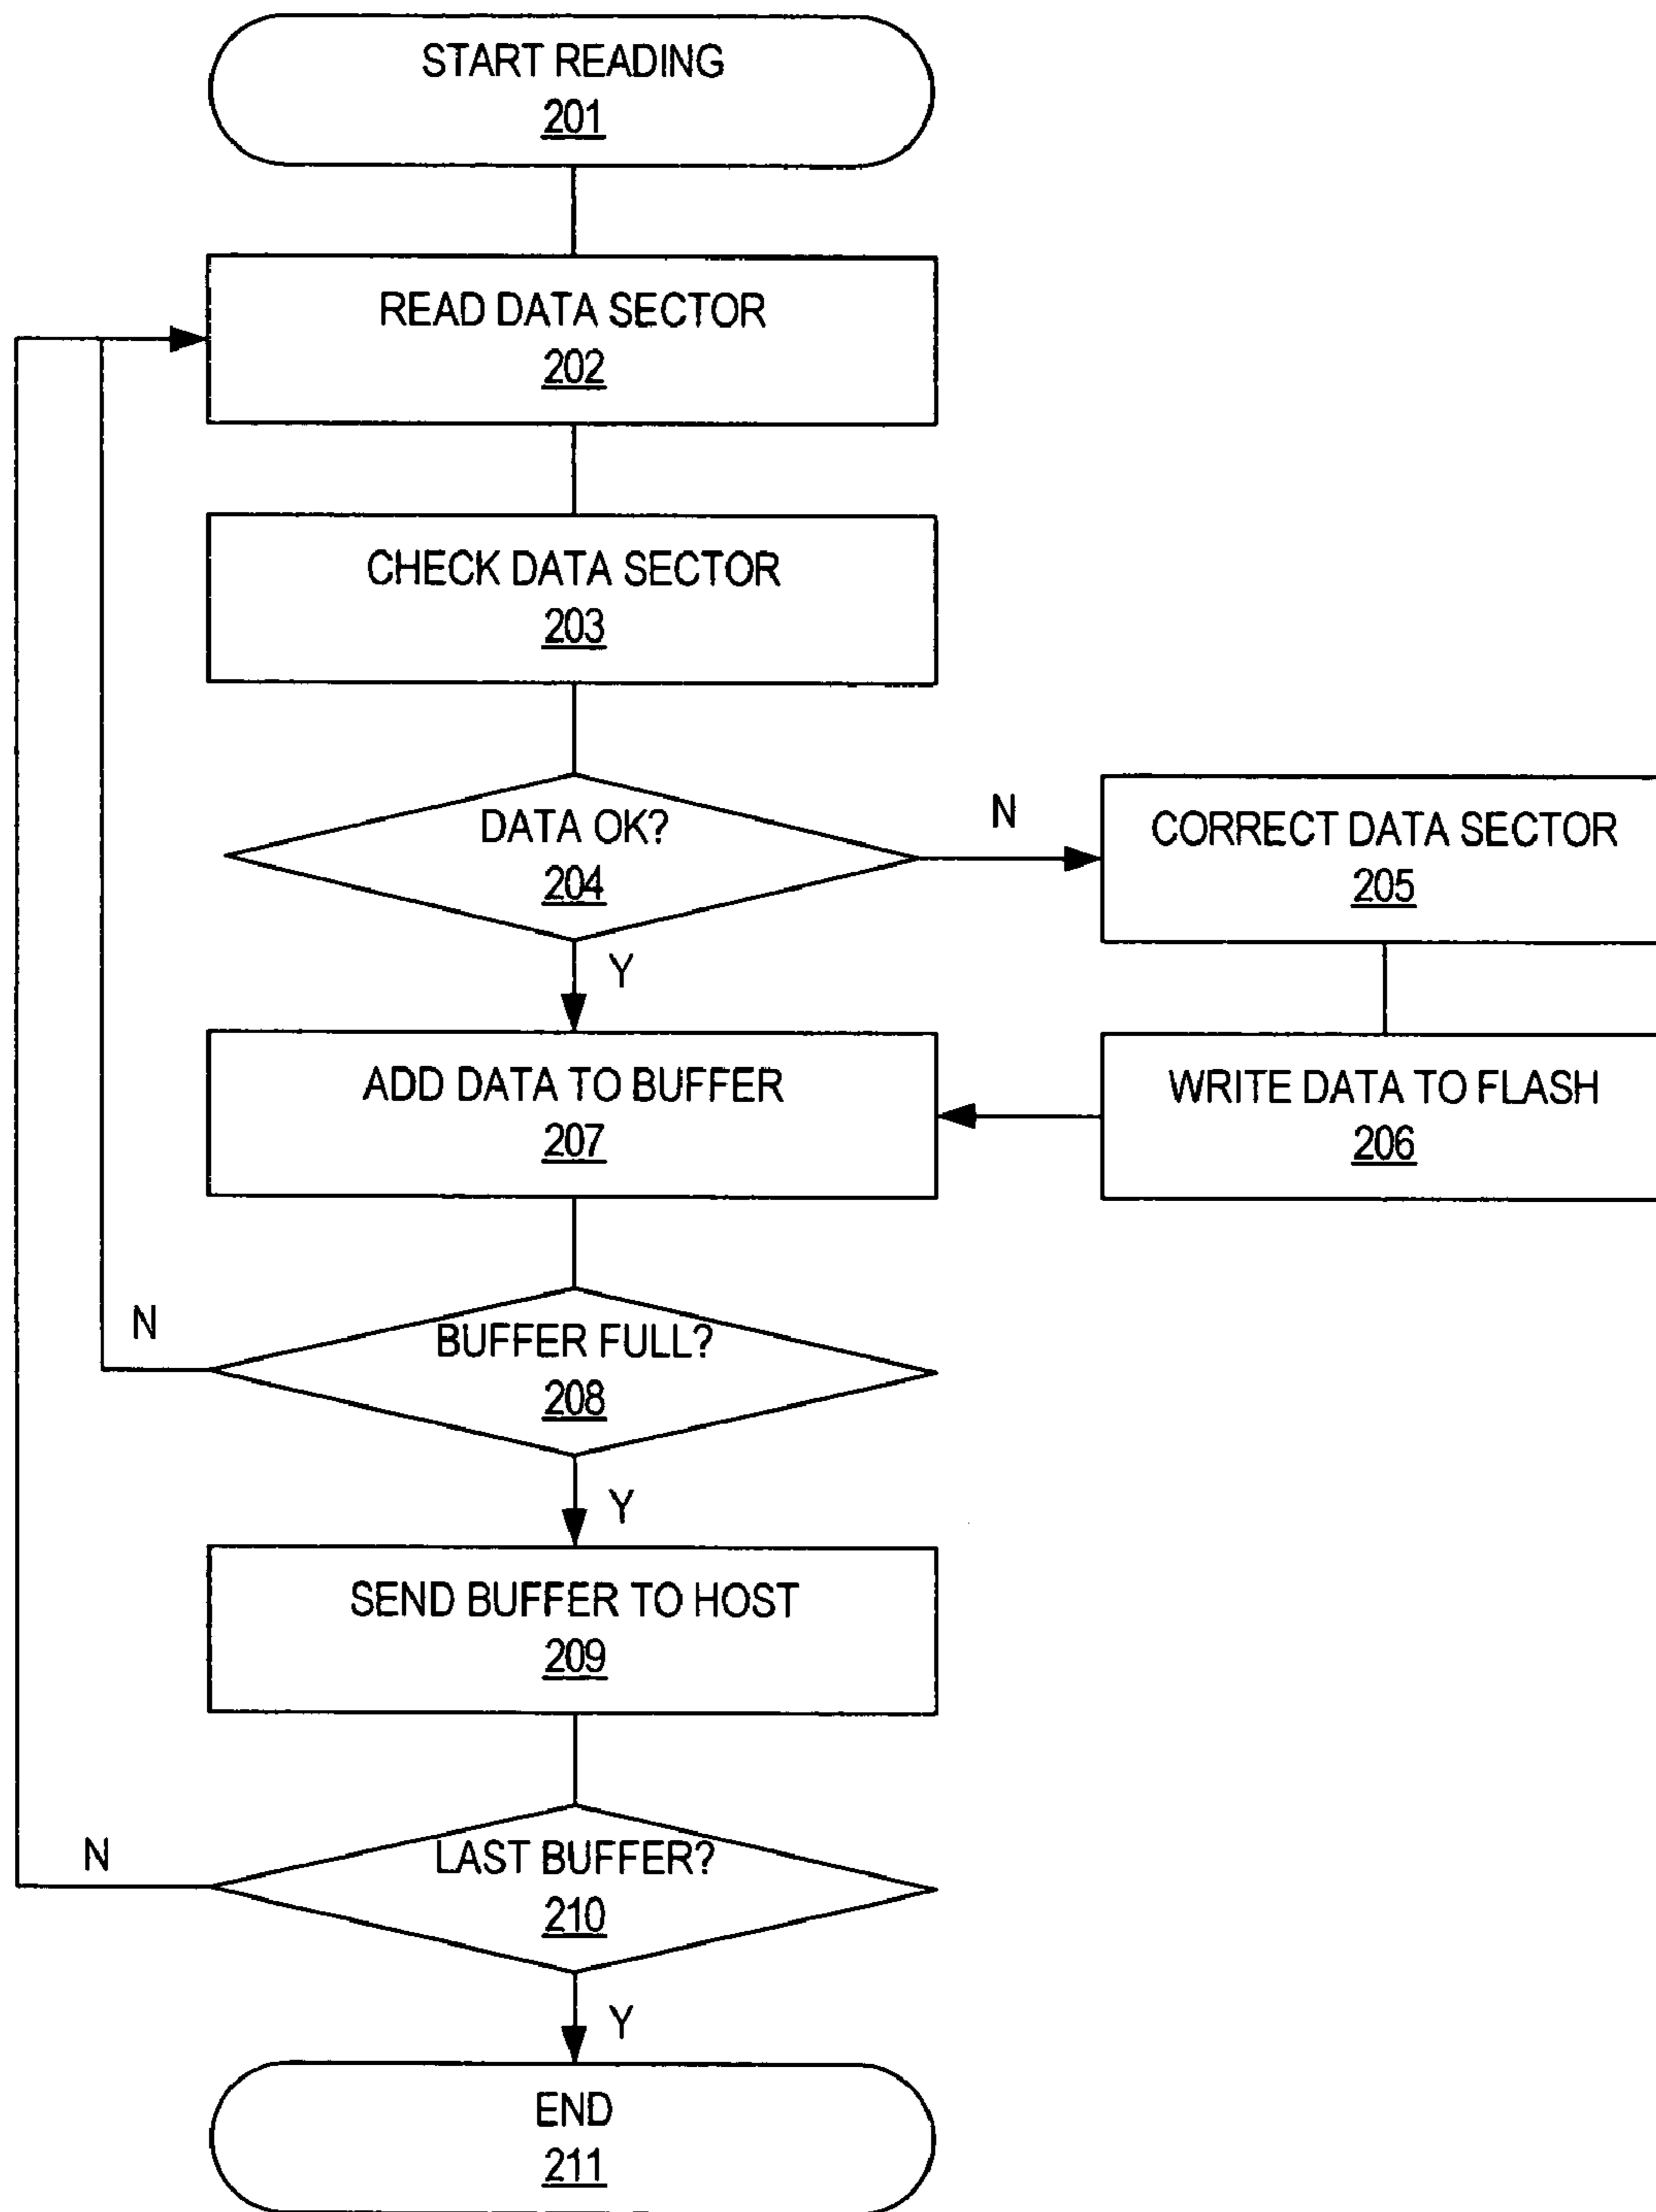 START READING
201
READ DATA SECTOR
202
CHECK DATA SECTOR
203
DATA OK?
204
N
CORRECT DATA SECTOR
205
Y
ADD DATA TO BUFFER
207
WRITE DATA TO FLASH
206
BUFFER FULL?
208
N
Y
SEND BUFFER TO HOST
209
LAST BUFFER?
210
N
Y
END
211